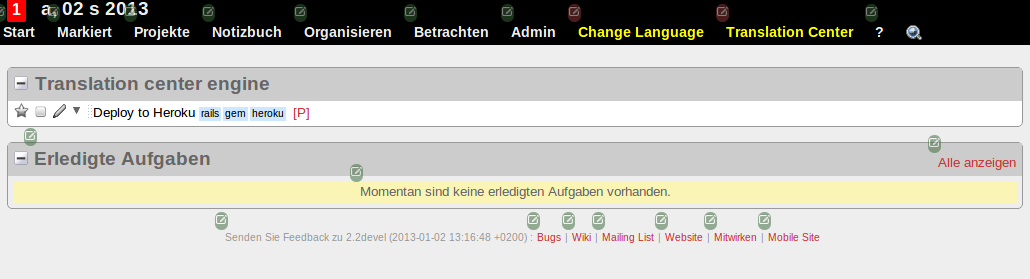 1 a, 02 s 2013
Start Markiert Projekte Notizbuch Organisieren Betrachten Admin Change Language Translation Center ?
Translation center engine
Deploy to Heroku rails gem heroku [P]
Erledigte Aufgaben
Alle anzeigen
Momentan sind keine erledigten Aufgaben vorhanden.
Senden Sie Feedback zu 2.2devel (2013-01-02 13:16:48 +0200) : Bugs | Wiki | Mailing List | Website | Mitwirken | Mobile Site